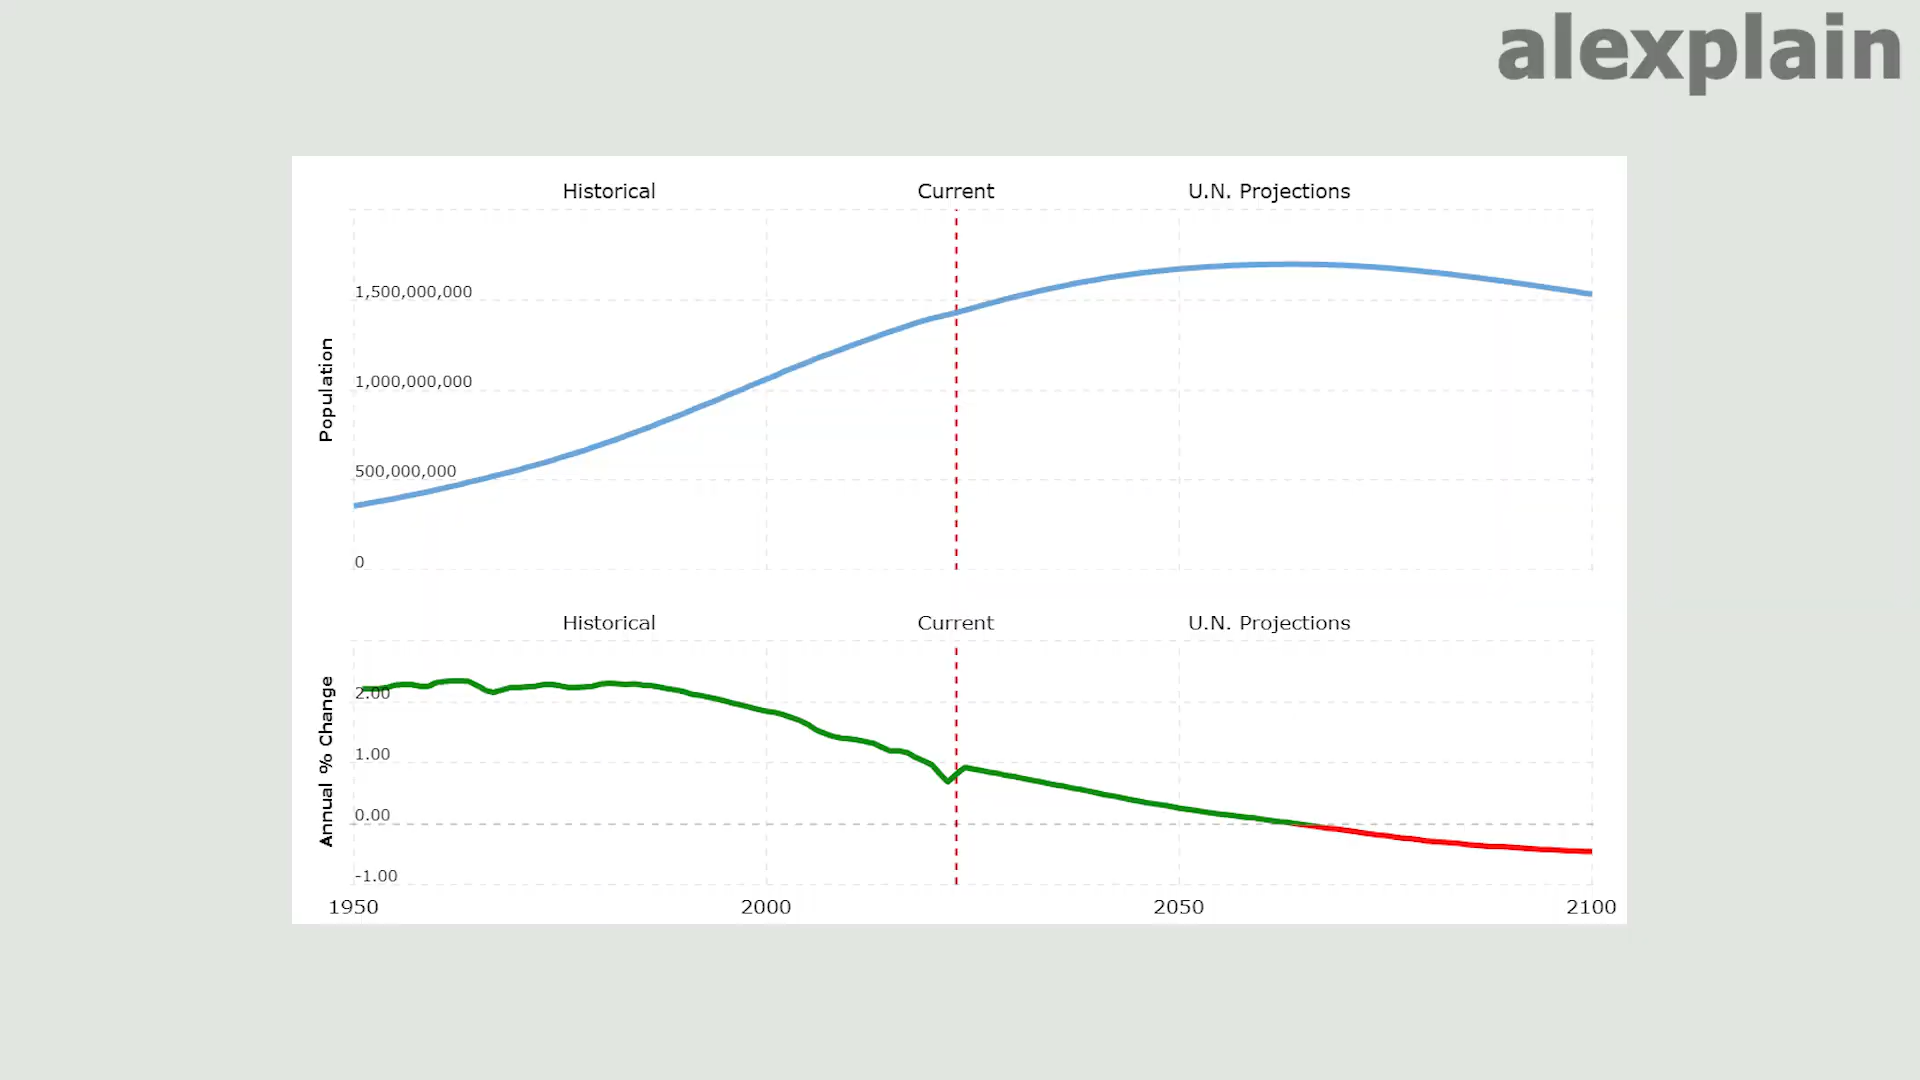 alexplain
Historical Current U.N. Projections
1,500,000,000
1,000,000,000
500,000,000
0
Population
Historical Current U.N. Projections
2.00
1.00
0.00
-1.00
Annual % Change
1950 2000 2050 2100